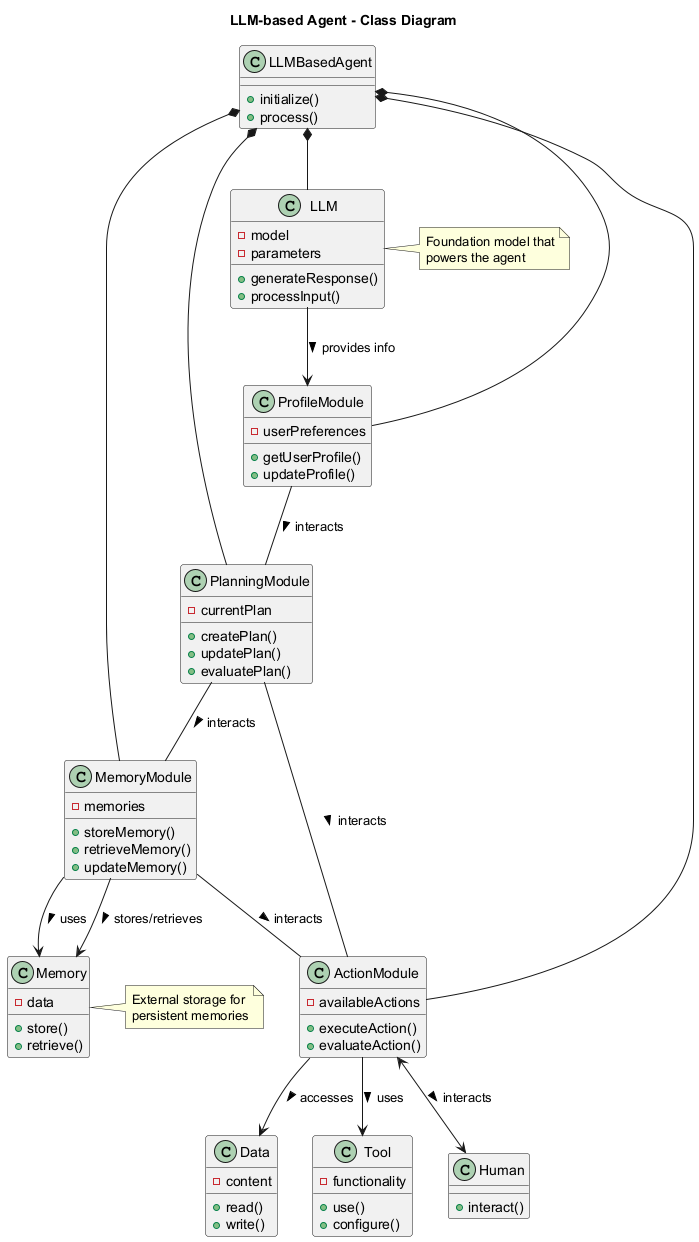 LLM-based Agent - Class Diagram
C LLMBasedAgent
initialize()
process()
C LLM
model
parameters
generateResponse()
processInput()
Foundation model that
powers the agent
provides info
C ProfileModule
userPreferences
getUserProfile()
updateProfile()
interacts
C PlanningModule
currentPlan
createPlan()
updatePlan()
evaluatePlan()
interacts
C MemoryModule
memories
storeMemory()
retrieveMemory()
updateMemory()
interacts
uses
stores/retrieves
interacts
C Memory
data
store()
retrieve()
External storage for
persistent memories
C ActionModule
availableActions
executeAction()
evaluateAction()
accesses
uses
interacts
C Data
content
read()
write()
C Tool
functionality
use()
configure()
C Human
interact()